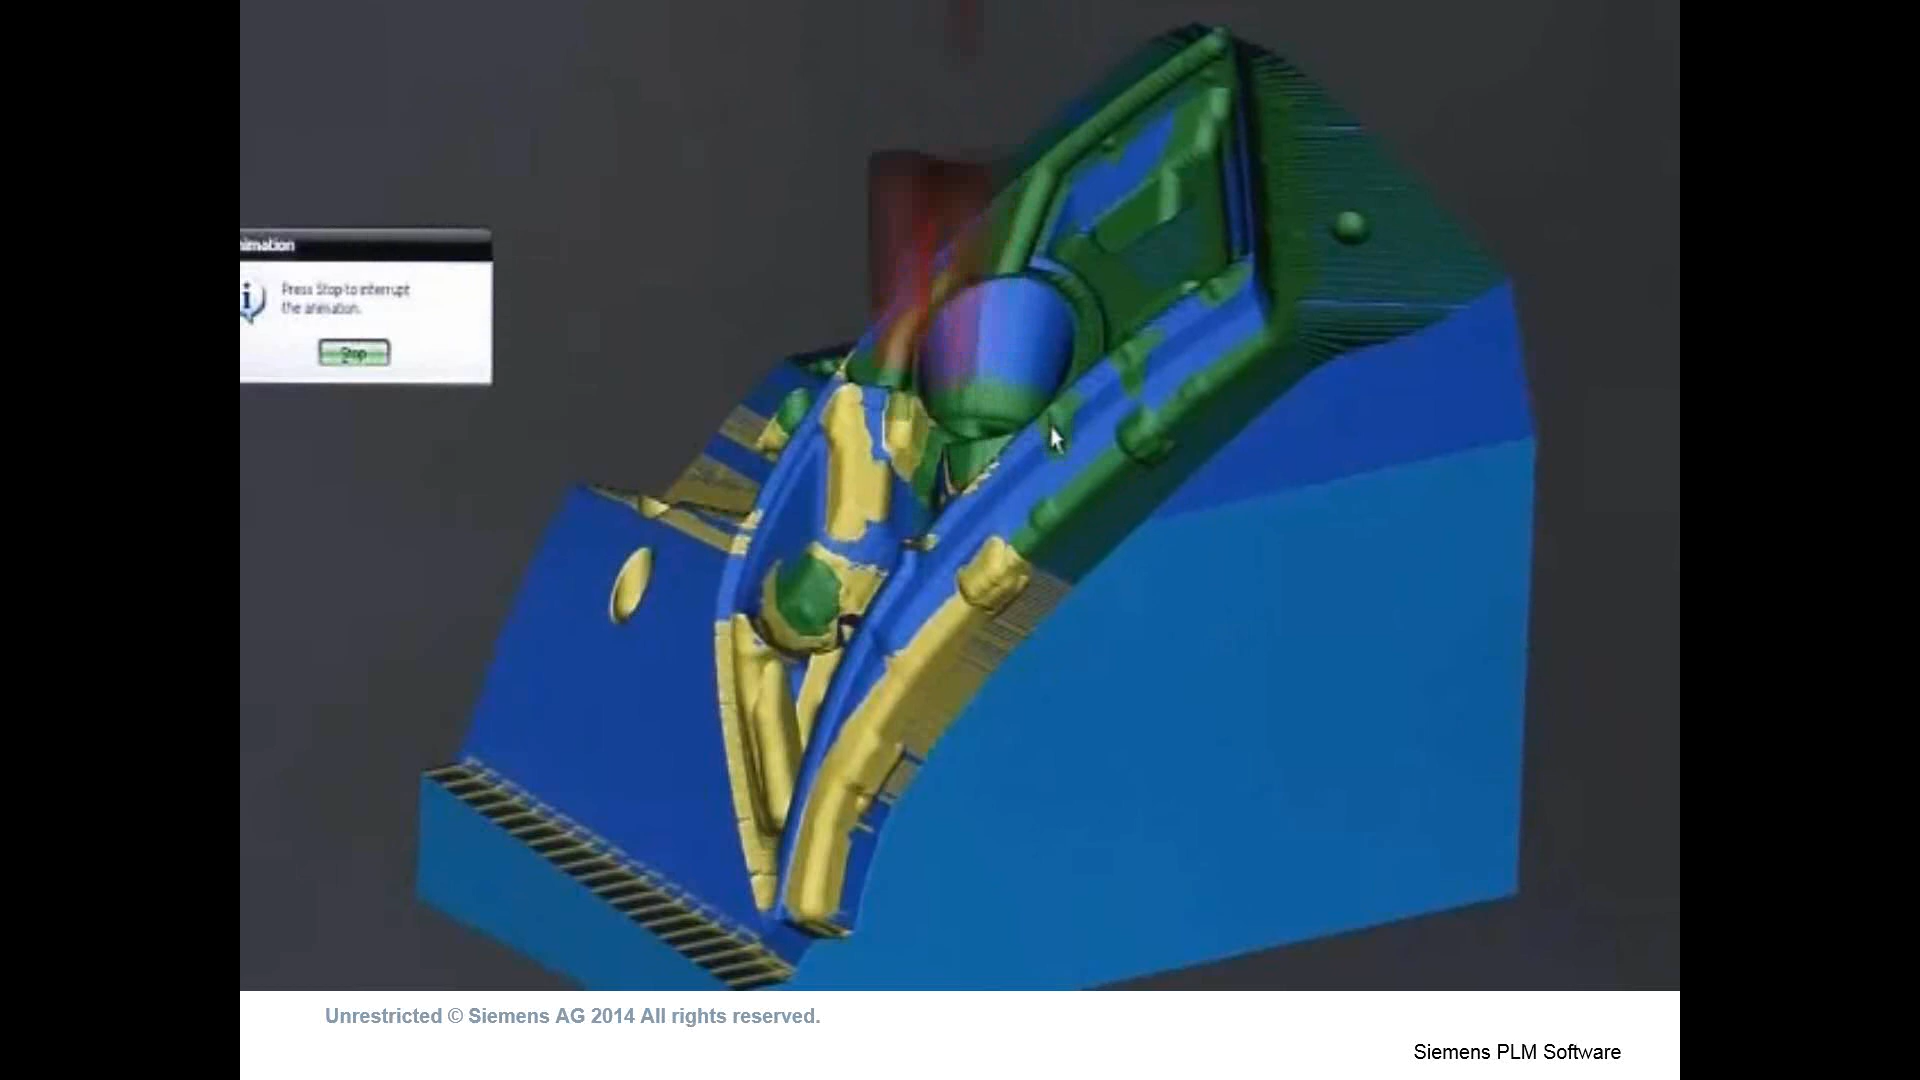 nimation
Press Stop to interrupt
the animation.
Stop
Unrestricted © Siemens AG 2014 All rights reserved.
Siemens PLM Software